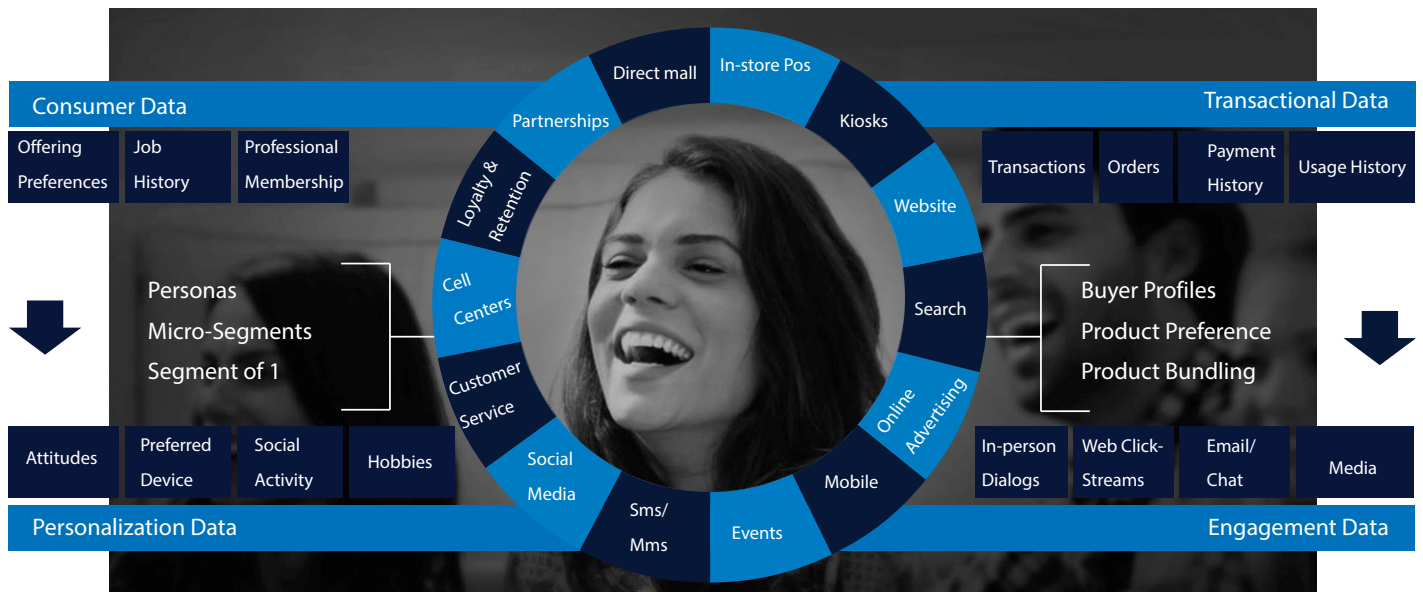 Consumer Data
Offering
Preferences
Job
History
Professional
Membership
Personas
Micro-Segments
Segment of 1
Attitudes
Preferred
Device
Social
Activity
Hobbies
Personalization Data
Direct mall
In-store Pos
Kiosks
Website
Search
Online
Advertising
Mobile
Events
Sms/
Mms
Social
Media
Customer
Service
Cell
Centers
Loyalty &
Retention
Partnerships
Transactional Data
Transactions
Orders
Payment
History
Usage History
Buyer Profiles
Product Preference
Product Bundling
In-person
Dialogs
Web Click-
Streams
Email/
Chat
Media
Engagement Data